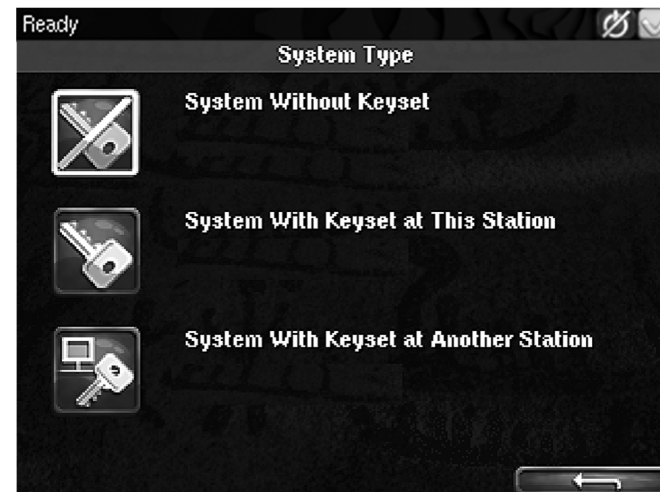 Ready
System Type
System Without Keyset
System With Keyset at This Station
System With Keyset at Another Station